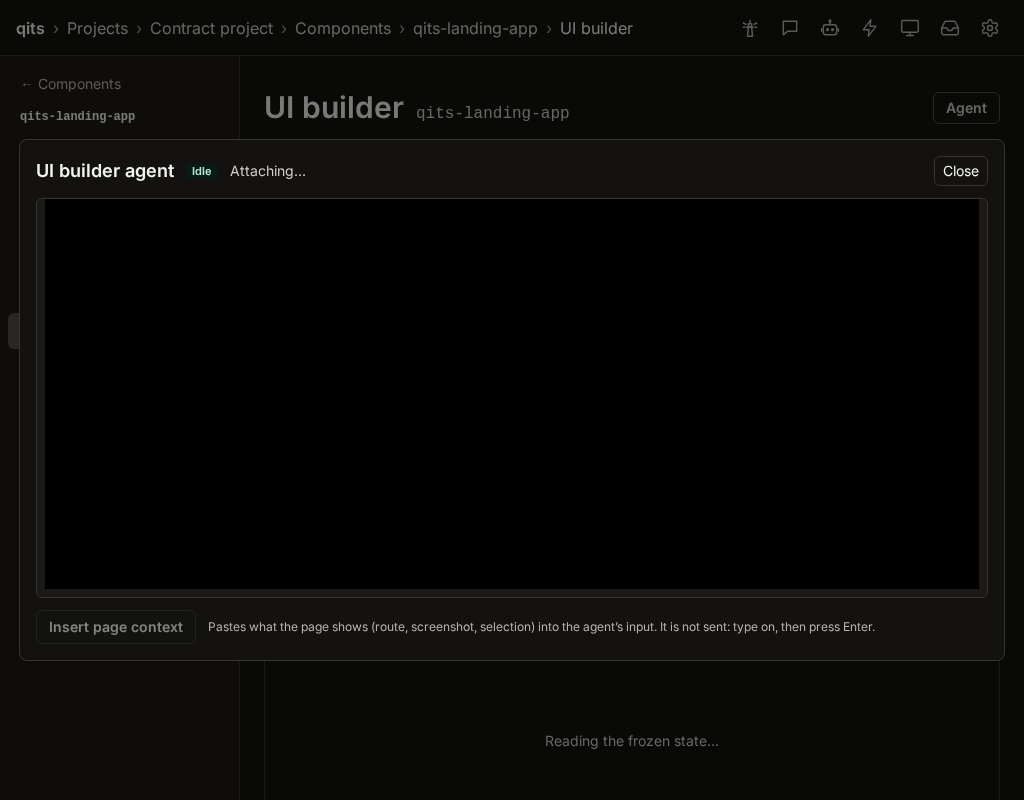 qits › Projects › Contract project › Components › qits-landing-app › UI builder
← Components
qits-landing-app
UI builder qits-landing-app
Agent
UI builder agent Idle Attaching...
Close
Insert page context
Pastes what the page shows (route, screenshot, selection) into the agent’s input. It is not sent: type on, then press Enter.
Reading the frozen state...